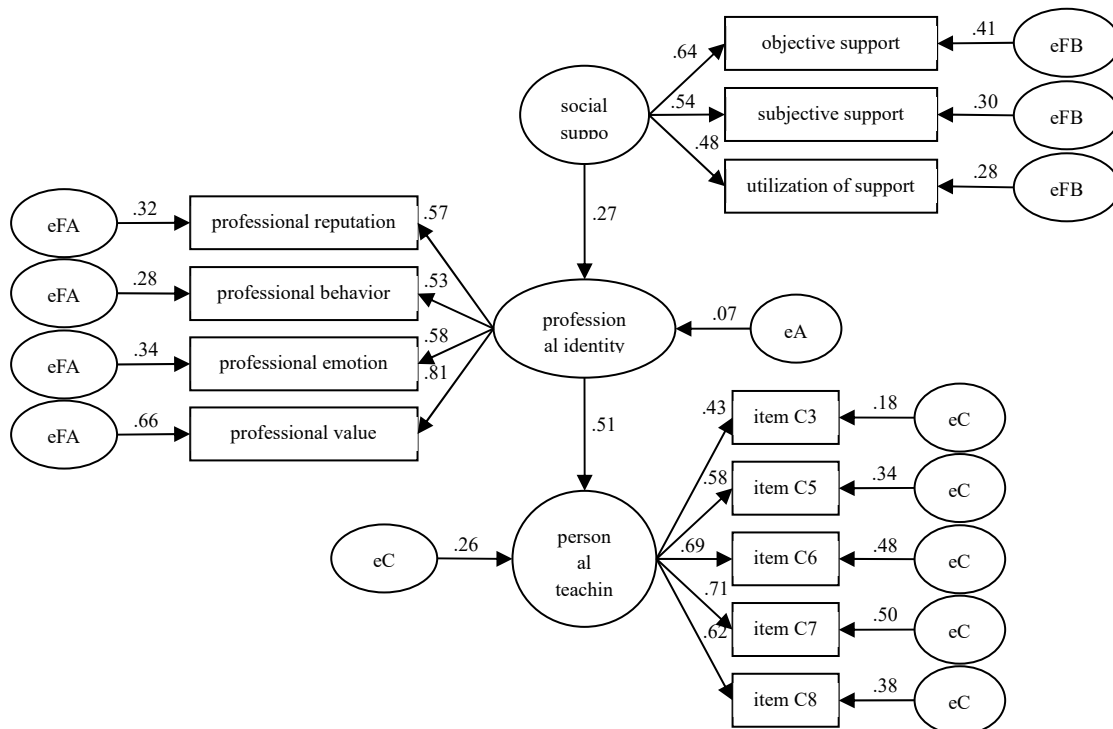 objective support
.41
eFB
.64
social
suppo
.54
subjective support
.30
eFB
.48
utilization of support
.28
eFB
.27
eFA
.32
professional reputation
.57
eFA
.28
professional behavior
.53
eFA
.34
professional emotion
.58
eFA
.66
professional value
.81
profession
al identity
.07
eA
.51
eC
.26
person
al
teachin
.43
item C3
.18
eC
.58
item C5
.34
eC
.69
item C6
.48
eC
.71
item C7
.50
eC
.62
item C8
.38
eC